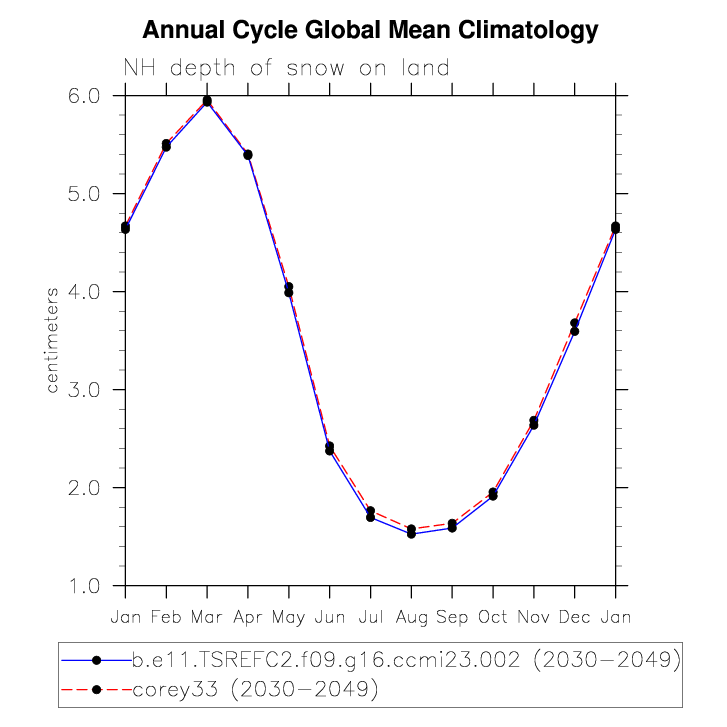 Annual Cycle Global Mean Climatology
NH depth of snow on land
6.0
5.0
4.0
3.0
2.0
1.0
centimeters
Jan Feb Mar Apr May Jun Jul Aug Sep Oct Nov Dec Jan
b.e11.TSREFC2.f09.g16.ccmi23.002 (2030-2049)
corey33 (2030-2049)